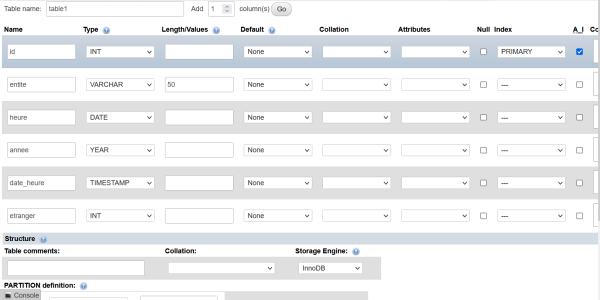 Table name: table1 Add 1 column(s) Go
Name Type Length/Values Default Collation Attributes Null Index A_I Co
id INT None PRIMARY
entite VARCHAR 50 None ---
heure DATE None ---
annee YEAR None ---
date_heure TIMESTAMP None ---
etranger INT None ---
Structure
Table comments: Collation: Storage Engine:
InnoDB
PARTITION definition:
Console